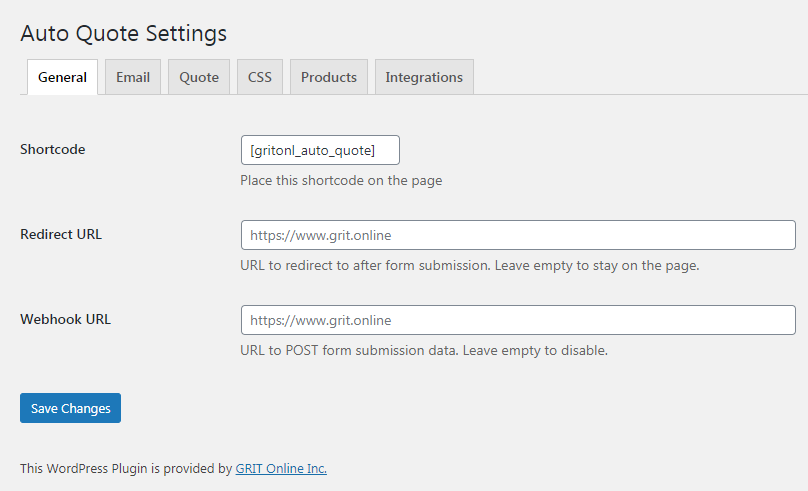 Auto Quote Settings
General Email Quote CSS Products Integrations
Shortcode [gritonl_auto_quote]
Place this shortcode on the page
Redirect URL https://www.grit.online
URL to redirect to after form submission. Leave empty to stay on the page.
Webhook URL https://www.grit.online
URL to POST form submission data. Leave empty to disable.
Save Changes
This WordPress Plugin is provided by GRIT Online Inc.